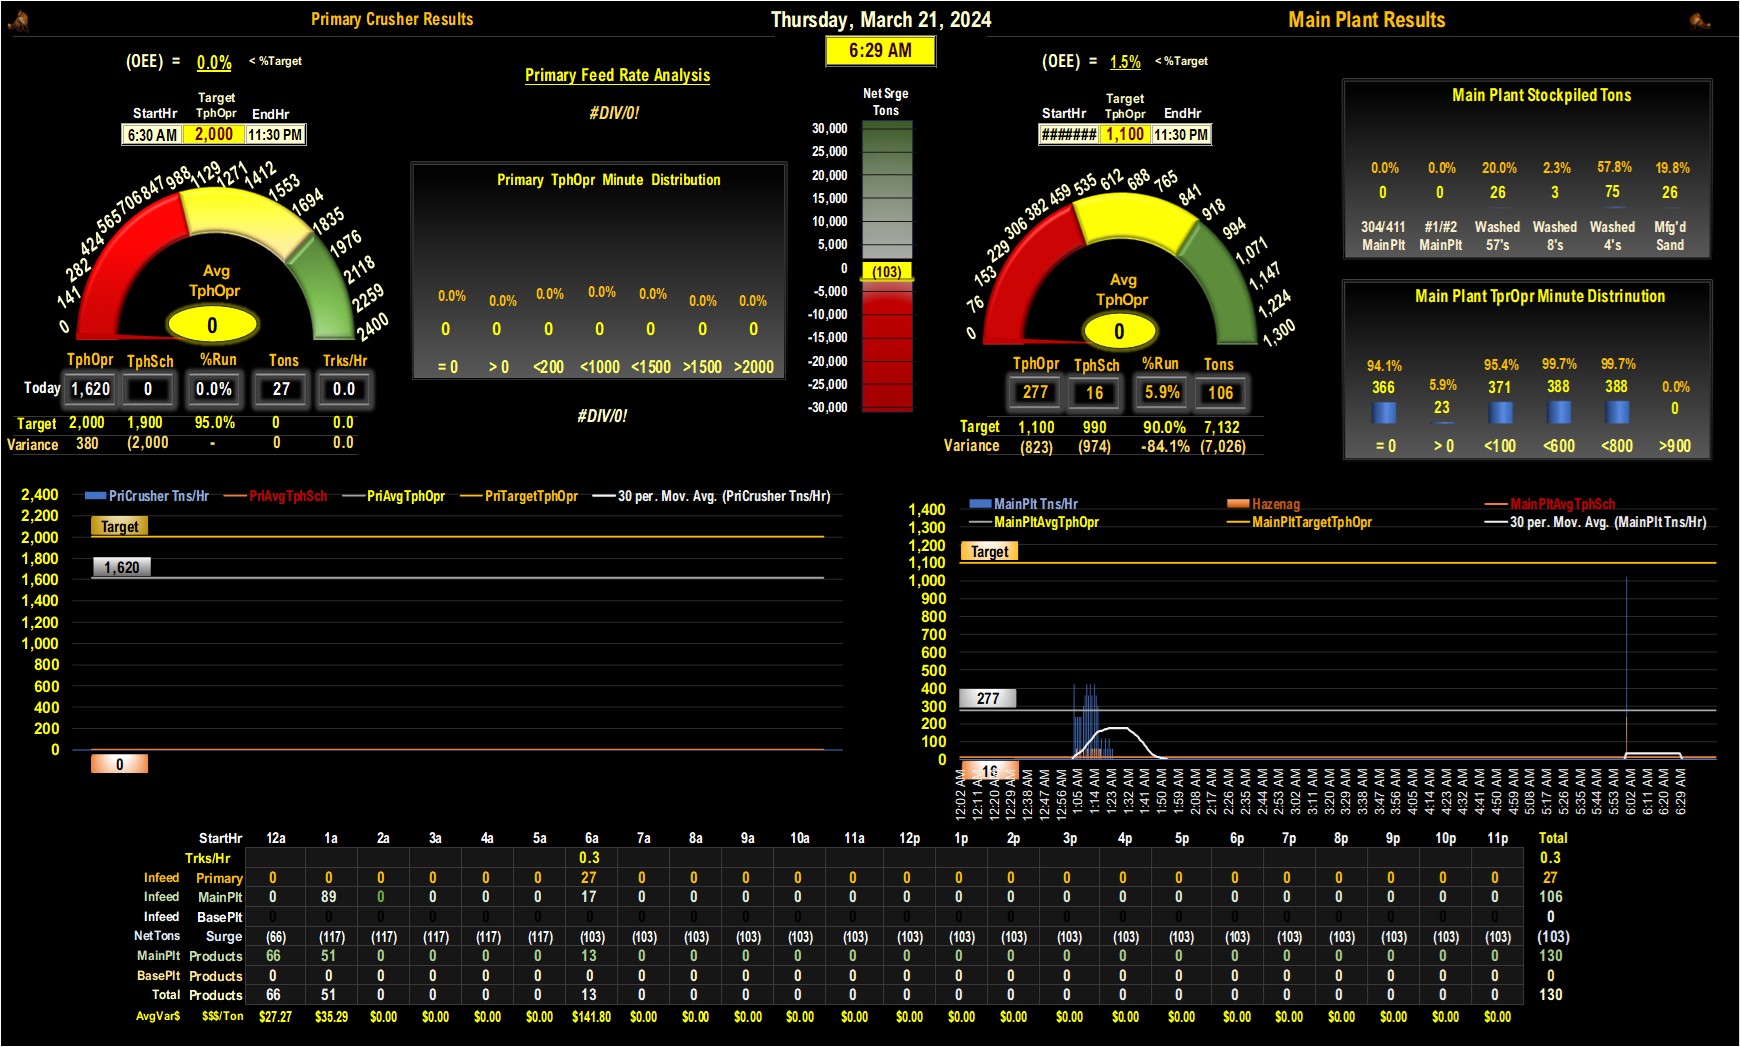 Primary Crusher Results
Thursday, March 21, 2024
Main Plant Results
6:29 AM
(OEE) = 0.0% < %Target
StartHr Target TphOpr EndHr
6:30 AM 2,000 11:30 PM
0 141 282 424 565 706 847 988 1129 1271 1412 1553 1694 1835 1976 2118 2259 2400
Avg
TphOpr
0
TphOpr TphSch %Run Tons Trks/Hr
Today 1,620 0 0.0% 27 0.0
Target 2,000 1,900 95.0% 0 0.0
Variance 380 (2,000 - 0 0.0
Primary Feed Rate Analysis
#DIV/0!
Primary TphOpr Minute Distribution
0.0% 0.0% 0.0% 0.0% 0.0% 0.0% 0.0%
0 0 0 0 0 0 0
= 0 > 0 <200 <1000 <1500 >1500 >2000
#DIV/0!
Net Srge
Tons
30,000
25,000
20,000
15,000
10,000
5,000
0
(103)
-5,000
-10,000
-15,000
-20,000
-25,000
-30,000
(OEE) = 1.5% < %Target
StartHr Target TphOpr EndHr
####### 1,100 11:30 PM
0 76 153 229 306 382 459 535 612 688 765 841 918 994 1,071 1,147 1,224 1,300
Avg
TphOpr
0
TphOpr TphSch %Run Tons
277 16 5.9% 106
Target 1,100 990 90.0% 7,132
Variance (823) (974) -84.1% (7,026)
Main Plant Stockpiled Tons
0.0% 0.0% 20.0% 2.3% 57.8% 19.8%
0 0 26 3 75 26
304/411 #1/#2 Washed Washed Washed Mfg'd
MainPlt MainPlt 57's 8's 4's Sand
Main Plant TprOpr Minute Distrinution
94.1% 5.9% 95.4% 99.7% 99.7% 0.0%
366 23 371 388 388 0
= 0 > 0 <100 <600 <800 >900
PriCrusher Tns/Hr PriAvgTphSch PriAvgTphOpr PriTargetTphOpr 30 per. Mov. Avg. (PriCrusher Tns/Hr)
2,400
2,200
Target
2,000
1,800
1,620
1,600
1,400
1,200
1,000
800
600
400
200
0
0
MainPlt Tns/Hr Hazenag MainPltAvgTphSch
MainPltAvgTphOpr MainPltTargetTphOpr 30 per. Mov. Avg. (MainPlt Tns/Hr)
1,400
1,300
1,200
Target
1,100
1,000
900
800
700
600
500
400
277
300
200
100
0
16
12:02 AM 12:11 AM 12:20 AM 12:29 AM 12:38 AM 12:47 AM 12:56 AM 1:05 AM 1:14 AM 1:23 AM 1:32 AM 1:41 AM 1:50 AM 1:59 AM 2:08 AM 2:17 AM 2:26 AM 2:35 AM 2:44 AM 2:53 AM 3:02 AM 3:11 AM 3:20 AM 3:29 AM 3:38 AM 3:47 AM 3:56 AM 4:05 AM 4:14 AM 4:23 AM 4:32 AM 4:41 AM 4:50 AM 4:59 AM 5:08 AM 5:17 AM 5:26 AM 5:35 AM 5:44 AM 5:53 AM 6:02 AM 6:11 AM 6:20 AM 6:29 AM
StartHr 12a 1a 2a 3a 4a 5a 6a 7a 8a 9a 10a 11a 12p 1p 2p 3p 4p 5p 6p 7p 8p 9p 10p 11p Total
Trks/Hr 0.3 0.3
Infeed Primary 0 0 0 0 0 0 27 0 0 0 0 0 0 0 0 0 0 0 0 0 0 0 0 0 27
Infeed MainPlt 0 89 0 0 0 0 17 0 0 0 0 0 0 0 0 0 0 0 0 0 0 0 0 0 106
Infeed BasePlt 0 0 0 0 0 0 0 0 0 0 0 0 0 0 0 0 0 0 0 0 0 0 0 0 0
NetTons Surge (66) (117) (117) (117) (117) (117) (103) (103) (103) (103) (103) (103) (103) (103) (103) (103) (103) (103) (103) (103) (103) (103) (103) (103) (103)
MainPlt Products 66 51 0 0 0 0 13 0 0 0 0 0 0 0 0 0 0 0 0 0 0 0 0 0 130
BasePlt Products 0 0 0 0 0 0 0 0 0 0 0 0 0 0 0 0 0 0 0 0 0 0 0 0 0
Total Products 66 51 0 0 0 0 13 0 0 0 0 0 0 0 0 0 0 0 0 0 0 0 0 0 130
AvgVar$ $$$/Ton $27.27 $35.29 $0.00 $0.00 $0.00 $0.00 $141.80 $0.00 $0.00 $0.00 $0.00 $0.00 $0.00 $0.00 $0.00 $0.00 $0.00 $0.00 $0.00 $0.00 $0.00 $0.00 $0.00 $0.00